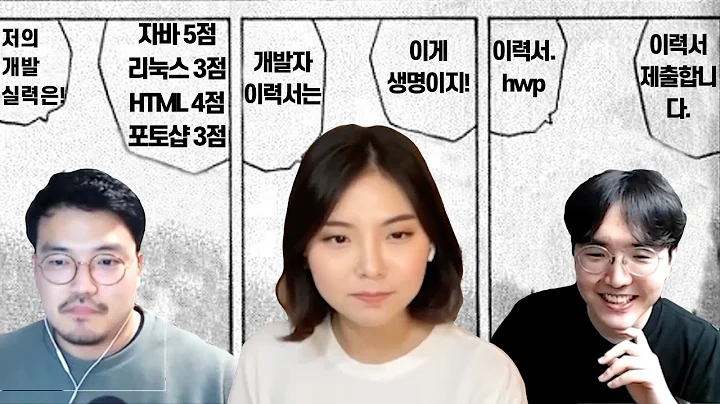 저의
개발
실력은!
자바 5점
리눅스 3점
HTML 4점
포토샵 3점
개발자
이력서는
이게
생명이지!
이력서.
hwp
이력서
제출합니
다.